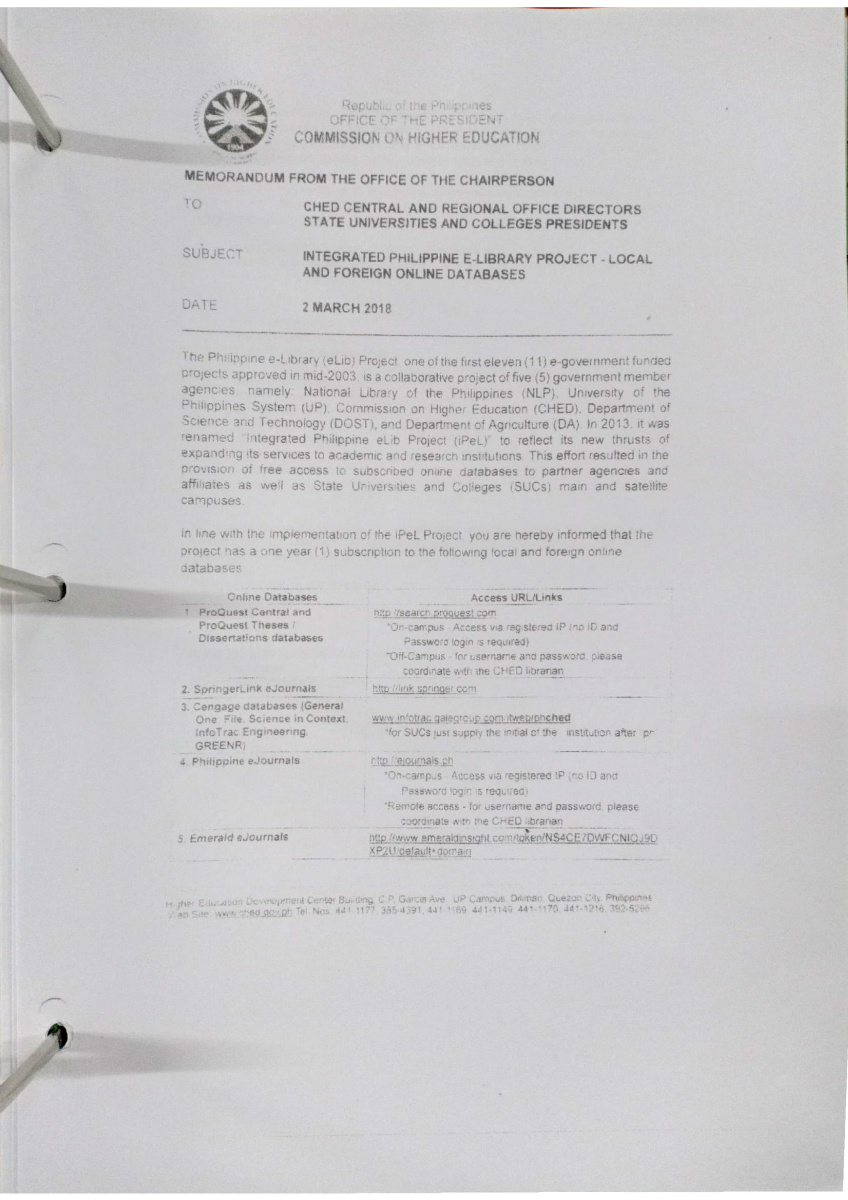 COMMISSION ON HIGHER EDUCATION
1994
Republic of the Philippines
OFFICE OF THE PRESIDENT
COMMISSION ON HIGHER EDUCATION
MEMORANDUM FROM THE OFFICE OF THE CHAIRPERSON
TO CHED CENTRAL AND REGIONAL OFFICE DIRECTORS
STATE UNIVERSITIES AND COLLEGES PRESIDENTS
SUBJECT INTEGRATED PHILIPPINE E-LIBRARY PROJECT - LOCAL
AND FOREIGN ONLINE DATABASES
DATE 2 MARCH 2018
The Philippine e-Library (eLib) Project, one of the first eleven (11) e-government funded
projects approved in mid-2003, is a collaborative project of five (5) government member
agencies, namely: National Library of the Philippines (NLP), University of the
Philippines System (UP), Commission on Higher Education (CHED), Department of
Science and Technology (DOST), and Department of Agriculture (DA). In 2013, it was
renamed "Integrated Philippine eLib Project (iPeL)" to reflect its new thrusts of
expanding its services to academic and research institutions. This effort resulted in the
provision of free access to subscribed online databases to partner agencies and
affiliates as well as State Universities and Colleges (SUCs) main and satellite
campuses.
In line with the implementation of the iPeL Project, you are hereby informed that the
project has a one year (1) subscription to the following local and foreign online
databases
Online Databases Access URL/Links
1. ProQuest Central and http://search.proquest.com
ProQuest Theses / *On-campus - Access via registered IP (no ID and
Dissertations databases Password login is required)
*Off-Campus - for username and password, please
coordinate with the CHED librarian
2. SpringerLink eJournals http://link.springer.com
3. Cengage databases (General
One File, Science in Context, www.infotrac.galegroup.com/itweb/phched
InfoTrac Engineering, *for SUCs just supply the initial of the institution after ph
GREENR)
4. Philippine eJournals http://ejournals.ph
*On-campus - Access via registered IP (no ID and
Password login is required)
*Remote access - for username and password, please
coordinate with the CHED librarian
5. Emerald eJournals
Higher Education Development Center Building, C.P. Garcia Ave., UP Campus, Diliman, Quezon City, Philippines
Web Site: www.ched.gov.ph Tel. Nos. 441-1177, 385-4391, 441-1169, 441-1149, 441-1170, 441-1216